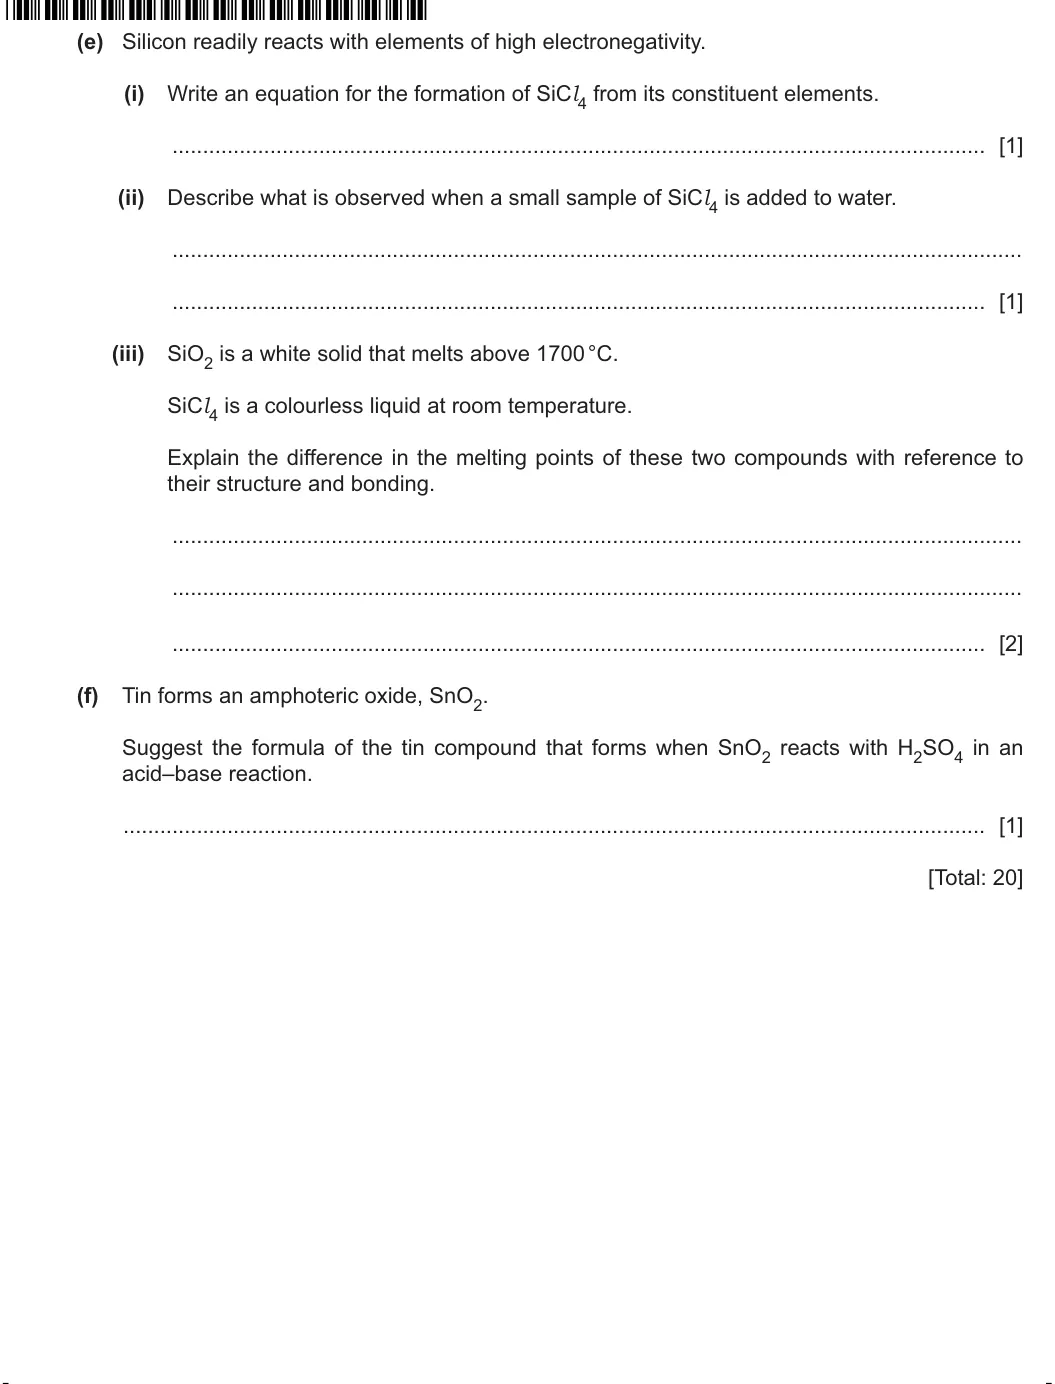 (e) Silicon readily reacts with elements of high electronegativity.
(i) Write an equation for the formation of SiCl4 from its constituent elements.
.......................................................................................................................................... [1]
(ii) Describe what is observed when a small sample of SiCl4 is added to water.
................................................................................................................................................
.......................................................................................................................................... [1]
(iii) SiO2 is a white solid that melts above 1700 °C.
SiCl4 is a colourless liquid at room temperature.
Explain the difference in the melting points of these two compounds with reference to
their structure and bonding.
................................................................................................................................................
................................................................................................................................................
.......................................................................................................................................... [2]
(f) Tin forms an amphoteric oxide, SnO2.
Suggest the formula of the tin compound that forms when SnO2 reacts with H2SO4 in an
acid–base reaction.
.................................................................................................................................................. [1]
[Total: 20]